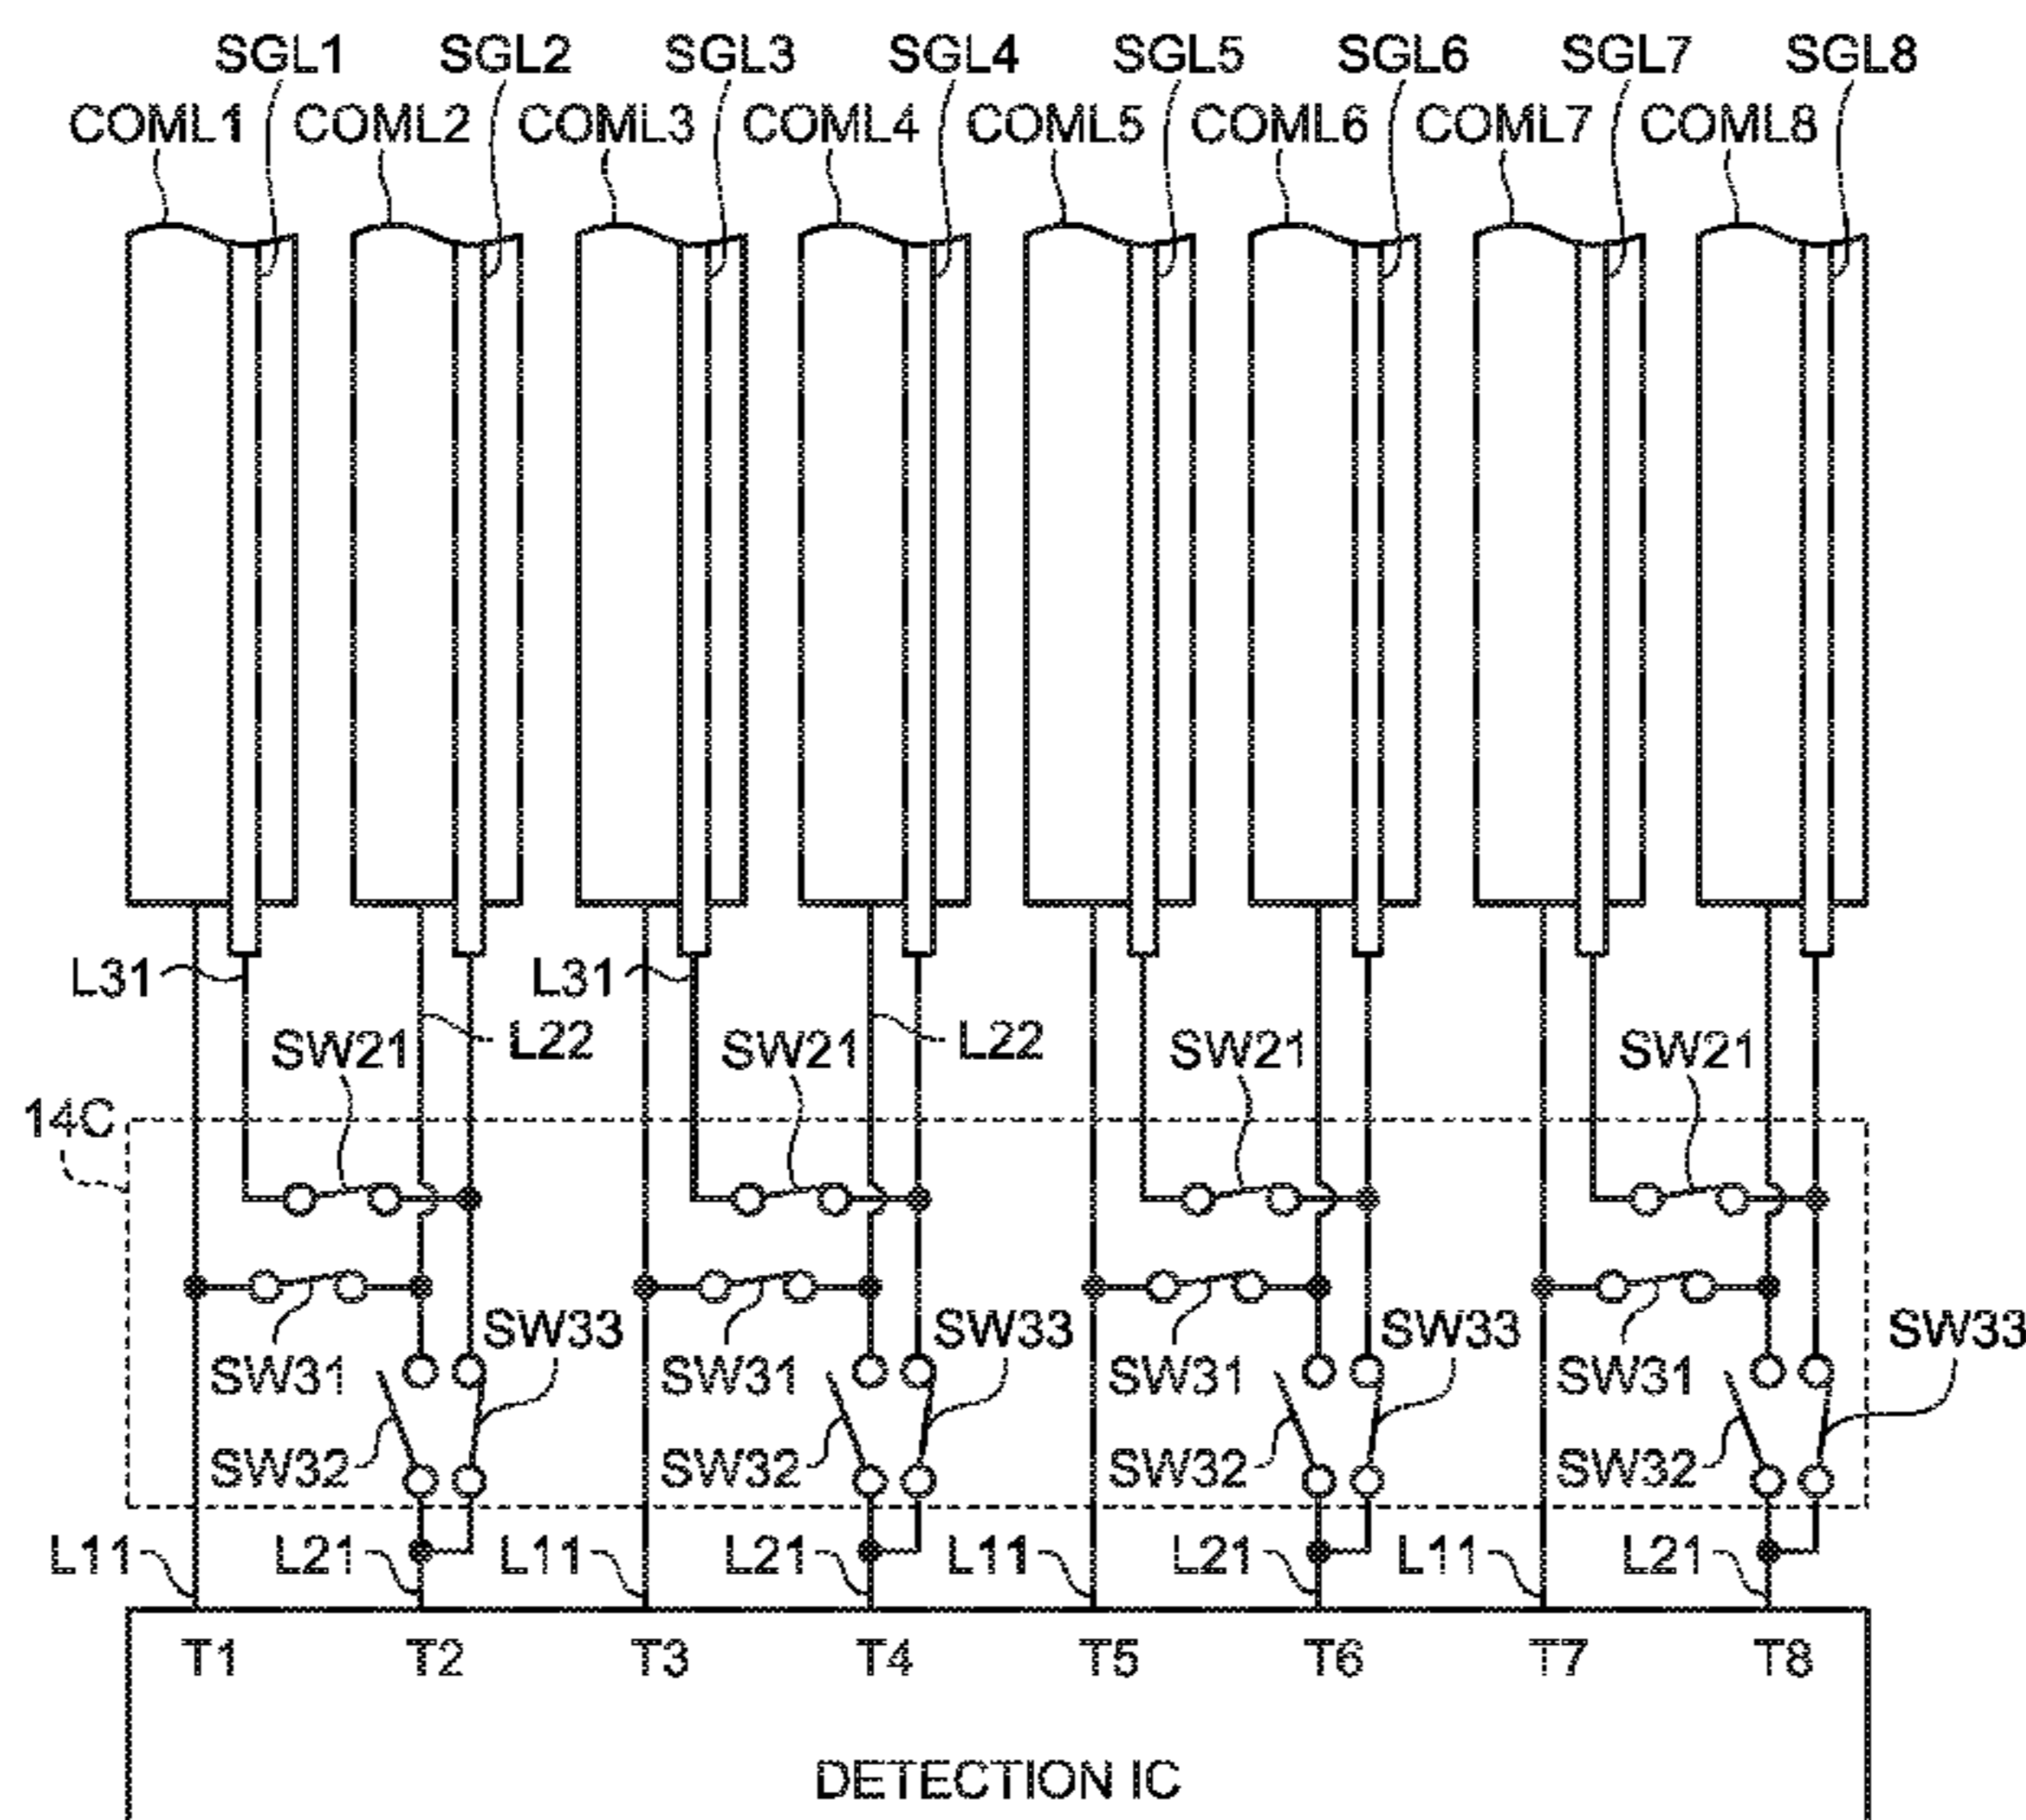 SGL1 SGL2 SGL3 SGL4 SGL5 SGL6 SGL7 SGL8
COML1 COML2 COML3 COML4 COML5 COML6 COML7 COML8
L31 L31
SW21 L22 SW21 L22 SW21 SW21
14C
SW33 SW33 SW33 SW33
SW31 SW31 SW31 SW31
SW32 SW32 SW32 SW32
L11 L21 L11 L21 L11 L21 L11 L21
T1 T2 T3 T4 T5 T6 T7 T8
DETECTION IC